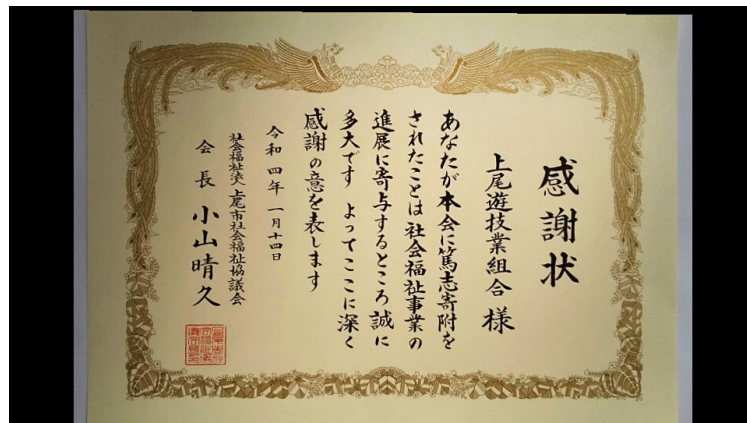 感謝状
上尾遊技業組合 様
あなたが本会に篤志寄附を
されたことは 社会福祉事業の
進展に寄与するところ誠に
多大です よってここに深く
感謝の意を表します
令和四年一月十四日
社会福祉法人 上尾市社会福祉協議会
会長 小山晴久